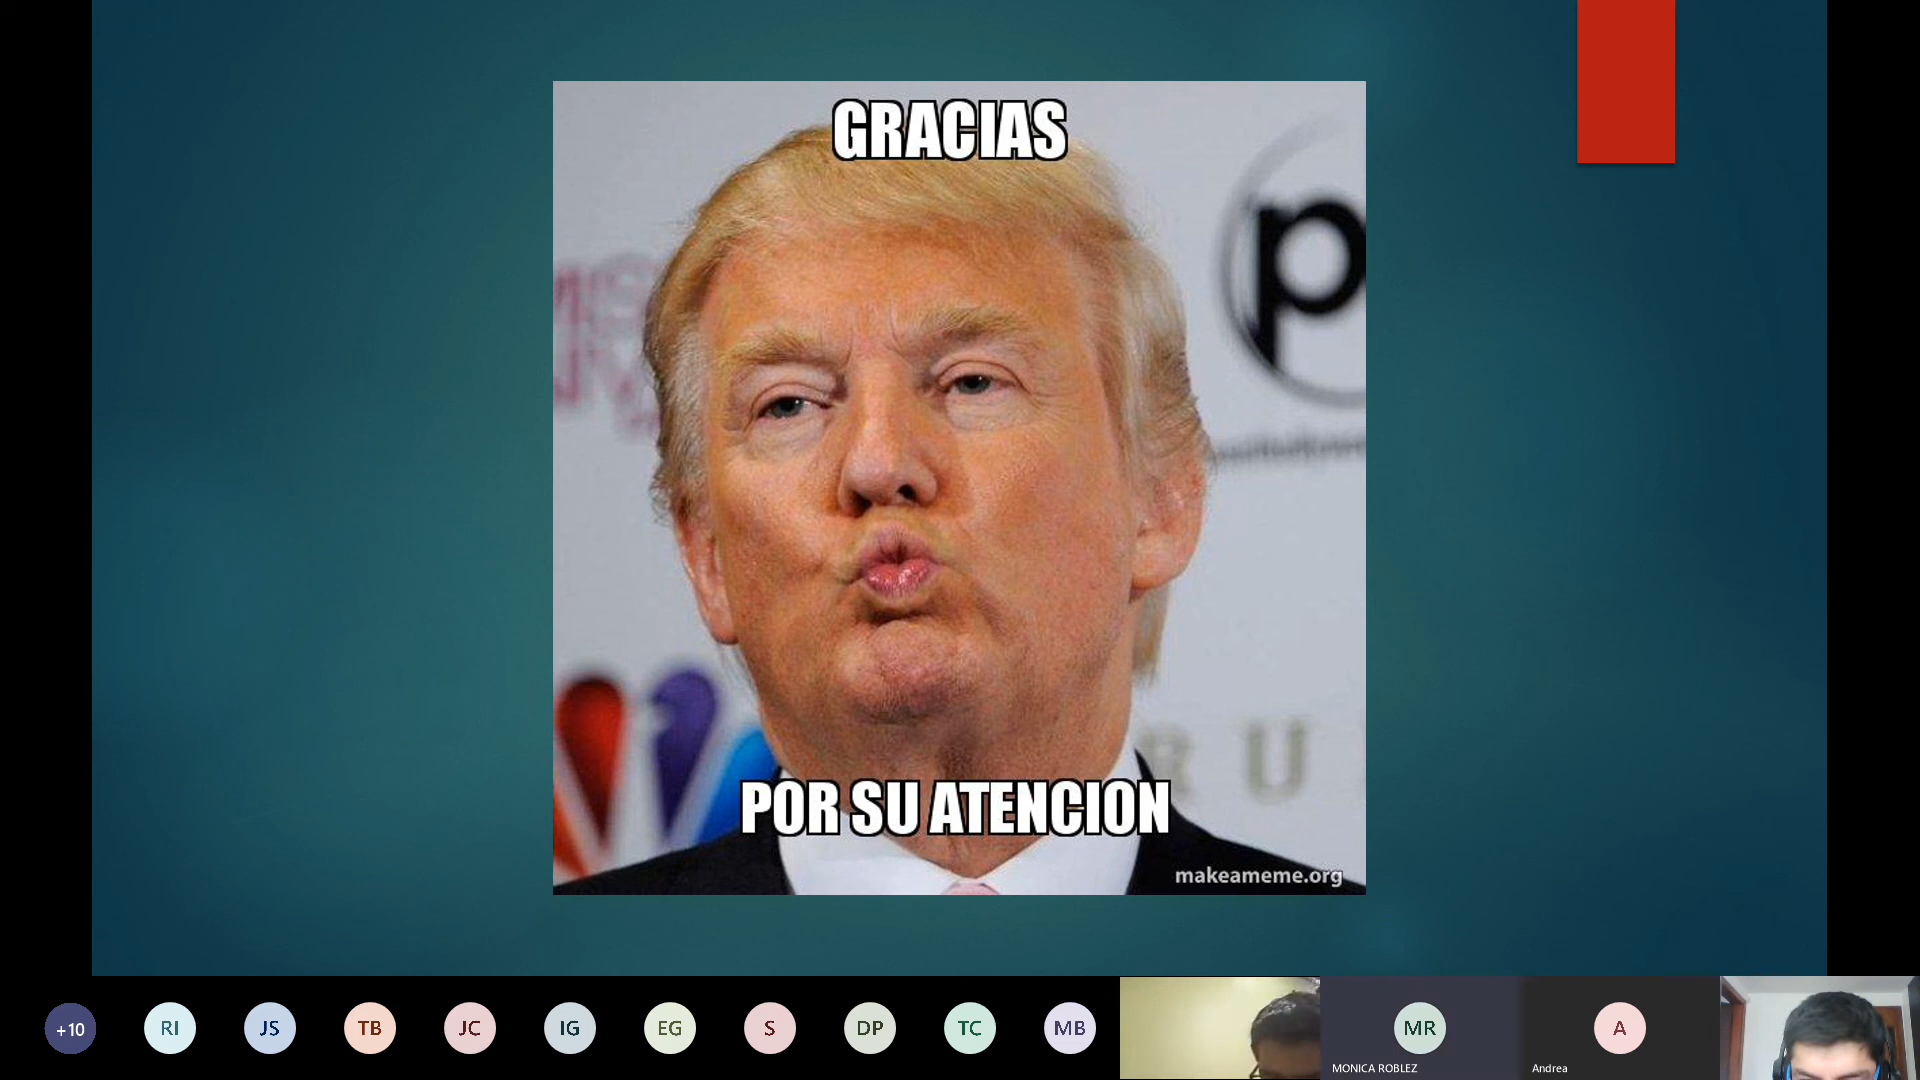 GRACIAS
p
RU
POR SU ATENCION
makeameme.org
+10
RI
JS
TB
JC
IG
EG
S
DP
TC
MB
MR
A
MONICA ROBLEZ
Andrea